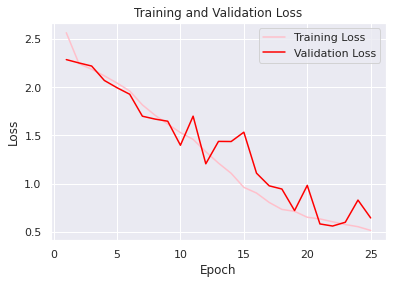 Training and Validation Loss
Training Loss
Validation Loss
2.5
2.0
1.5
1.0
0.5
Loss
0 5 10 15 20 25
Epoch